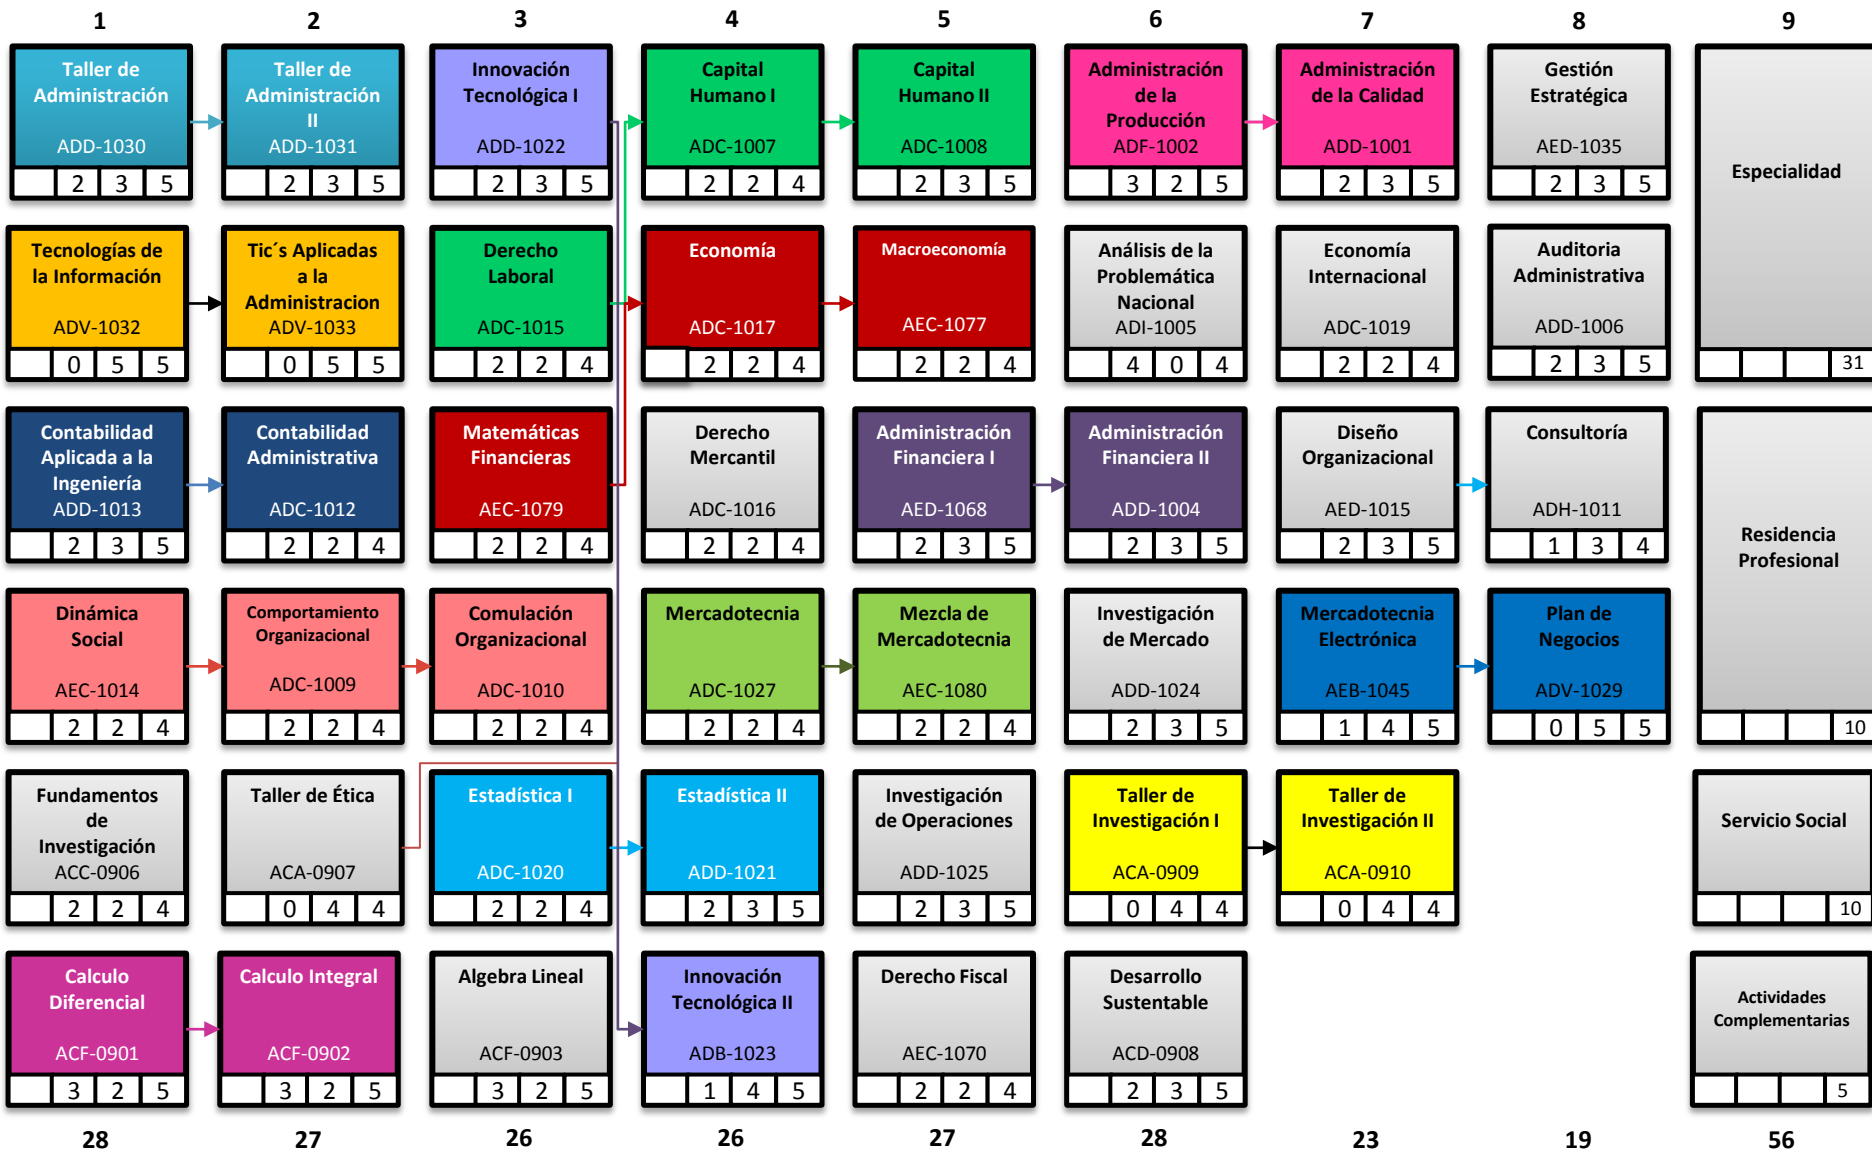 1 2 3 4 5 6 7 8 9
Taller de
Administración
ADD-1030
2 3 5
Taller de
Administración
II
ADD-1031
2 3 5
Innovación
Tecnológica I
ADD-1022
2 3 5
Capital
Humano I
ADC-1007
2 2 4
Capital
Humano II
ADC-1008
2 3 5
Administración
de la
Producción
ADF-1002
3 2 5
Administración
de la Calidad
ADD-1001
2 3 5
Gestión
Estratégica
AED-1035
2 3 5
Especialidad
31
Tecnologías de
la Información
ADV-1032
0 5 5
Tic´s Aplicadas
a la
Administracion
ADV-1033
0 5 5
Derecho
Laboral
ADC-1015
2 2 4
Economía
ADC-1017
2 2 4
Macroeconomía
AEC-1077
2 2 4
Análisis de la
Problemática
Nacional
ADI-1005
4 0 4
Economía
Internacional
ADC-1019
2 2 4
Auditoria
Administrativa
ADD-1006
2 3 5
Contabilidad
Aplicada a la
Ingeniería
ADD-1013
2 3 5
Contabilidad
Administrativa
ADC-1012
2 2 4
Matemáticas
Financieras
AEC-1079
2 2 4
Derecho
Mercantil
ADC-1016
2 2 4
Administración
Financiera I
AED-1068
2 3 5
Administración
Financiera II
ADD-1004
2 3 5
Diseño
Organizacional
AED-1015
2 3 5
Consultoría
ADH-1011
1 3 4
Residencia
Profesional
10
Dinámica
Social
AEC-1014
2 2 4
Comportamiento
Organizacional
ADC-1009
2 2 4
Comulación
Organizacional
ADC-1010
2 2 4
Mercadotecnia
ADC-1027
2 2 4
Mezcla de
Mercadotecnia
AEC-1080
2 2 4
Investigación
de Mercado
ADD-1024
2 3 5
Mercadotecnia
Electrónica
AEB-1045
1 4 5
Plan de
Negocios
ADV-1029
0 5 5
Fundamentos
de
Investigación
ACC-0906
2 2 4
Taller de Ética
ACA-0907
0 4 4
Estadística I
ADC-1020
2 2 4
Estadística II
ADD-1021
2 3 5
Investigación
de Operaciones
ADD-1025
2 3 5
Taller de
Investigación I
ACA-0909
0 4 4
Taller de
Investigación II
ACA-0910
0 4 4
Servicio Social
10
Calculo
Diferencial
ACF-0901
3 2 5
Calculo Integral
ACF-0902
3 2 5
Algebra Lineal
ACF-0903
3 2 5
Innovación
Tecnológica II
ADB-1023
1 4 5
Derecho Fiscal
AEC-1070
2 2 4
Desarrollo
Sustentable
ACD-0908
2 3 5
Actividades
Complementarias
5
28 27 26 26 27 28 23 19 56